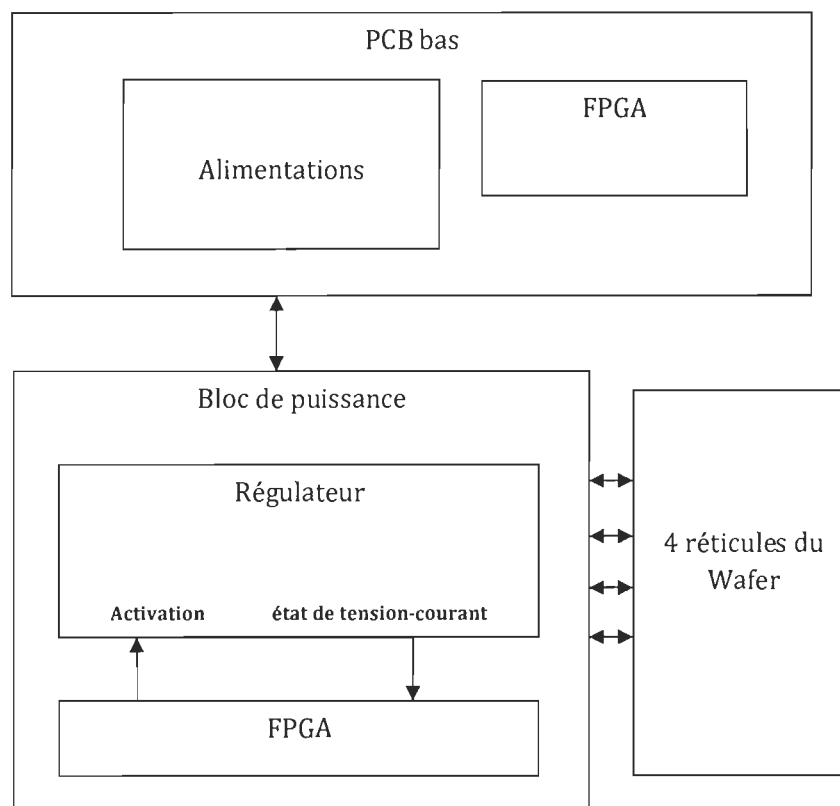 PCB bas
FPGA
Alimentations
Bloc de puissance
Régulateur
Activation
état de tension-courant
FPGA
4 réticules du
Wafer